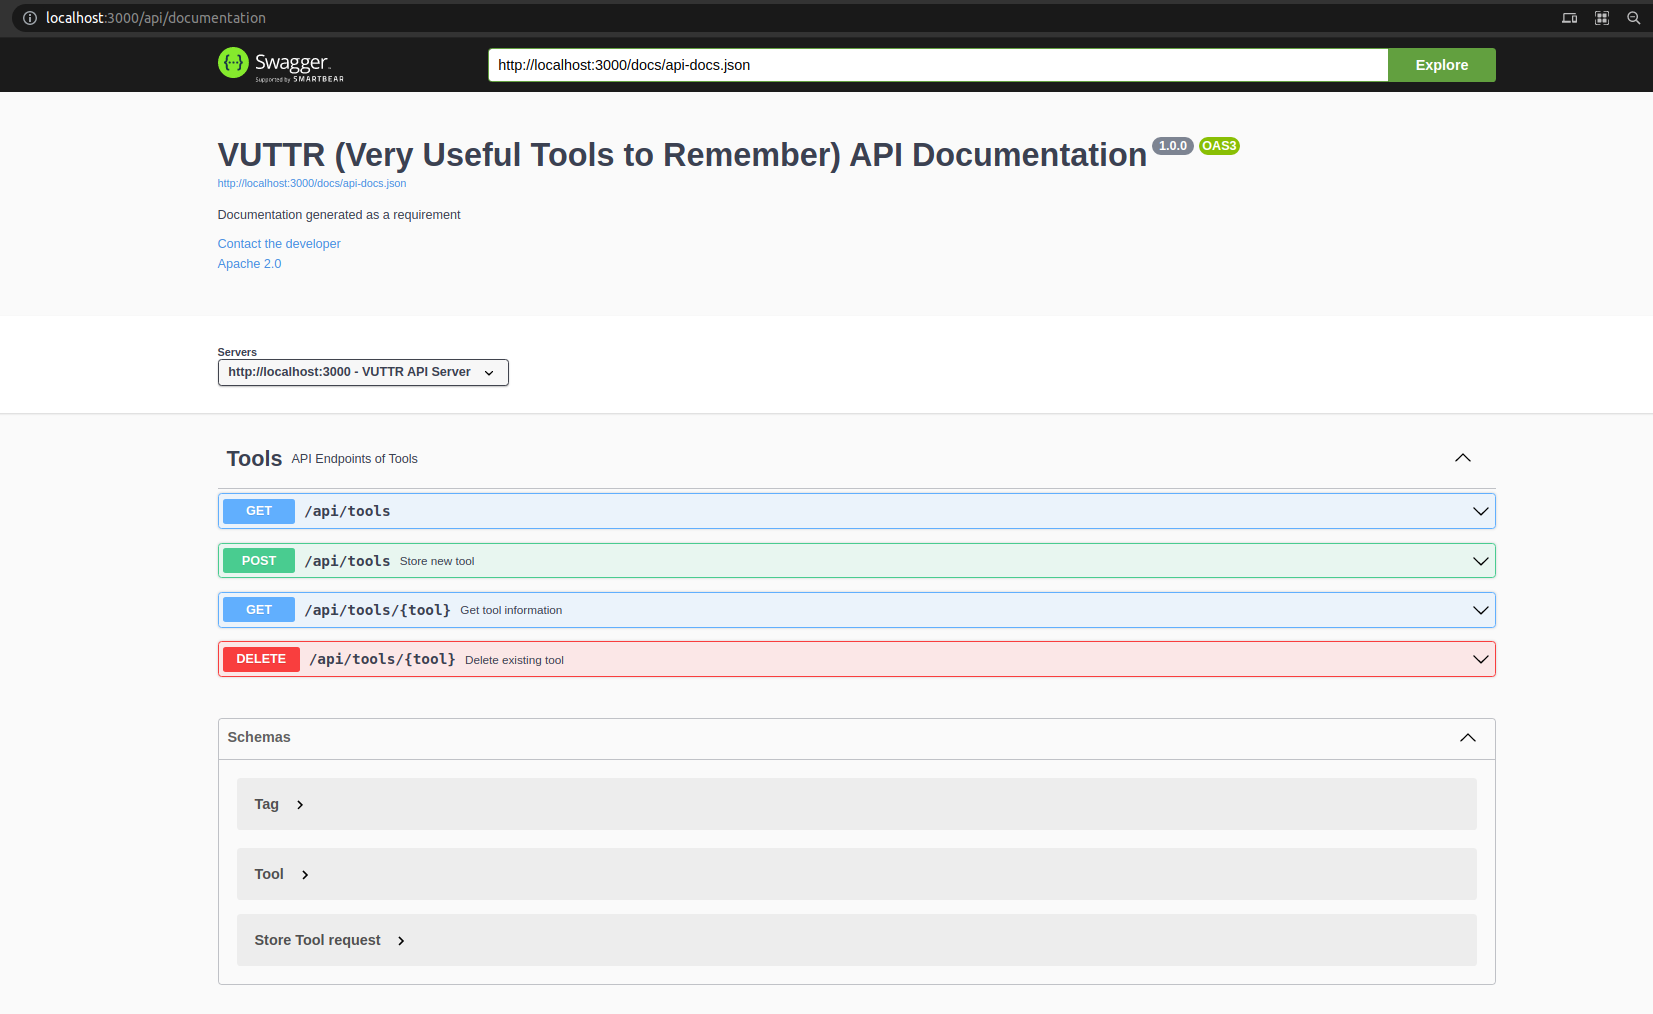 localhost:3000/api/documentation
Swagger
Supported by SMARTBEAR
http://localhost:3000/docs/api-docs.json
Explore
VUTTR (Very Useful Tools to Remember) API Documentation 1.0.0 OAS3
http://localhost:3000/docs/api-docs.json
Documentation generated as a requirement
Contact the developer
Apache 2.0
Servers
http://localhost:3000 - VUTTR API Server
Tools API Endpoints of Tools
GET /api/tools
POST /api/tools Store new tool
GET /api/tools/{tool} Get tool information
DELETE /api/tools/{tool} Delete existing tool
Schemas
Tag
Tool
Store Tool request